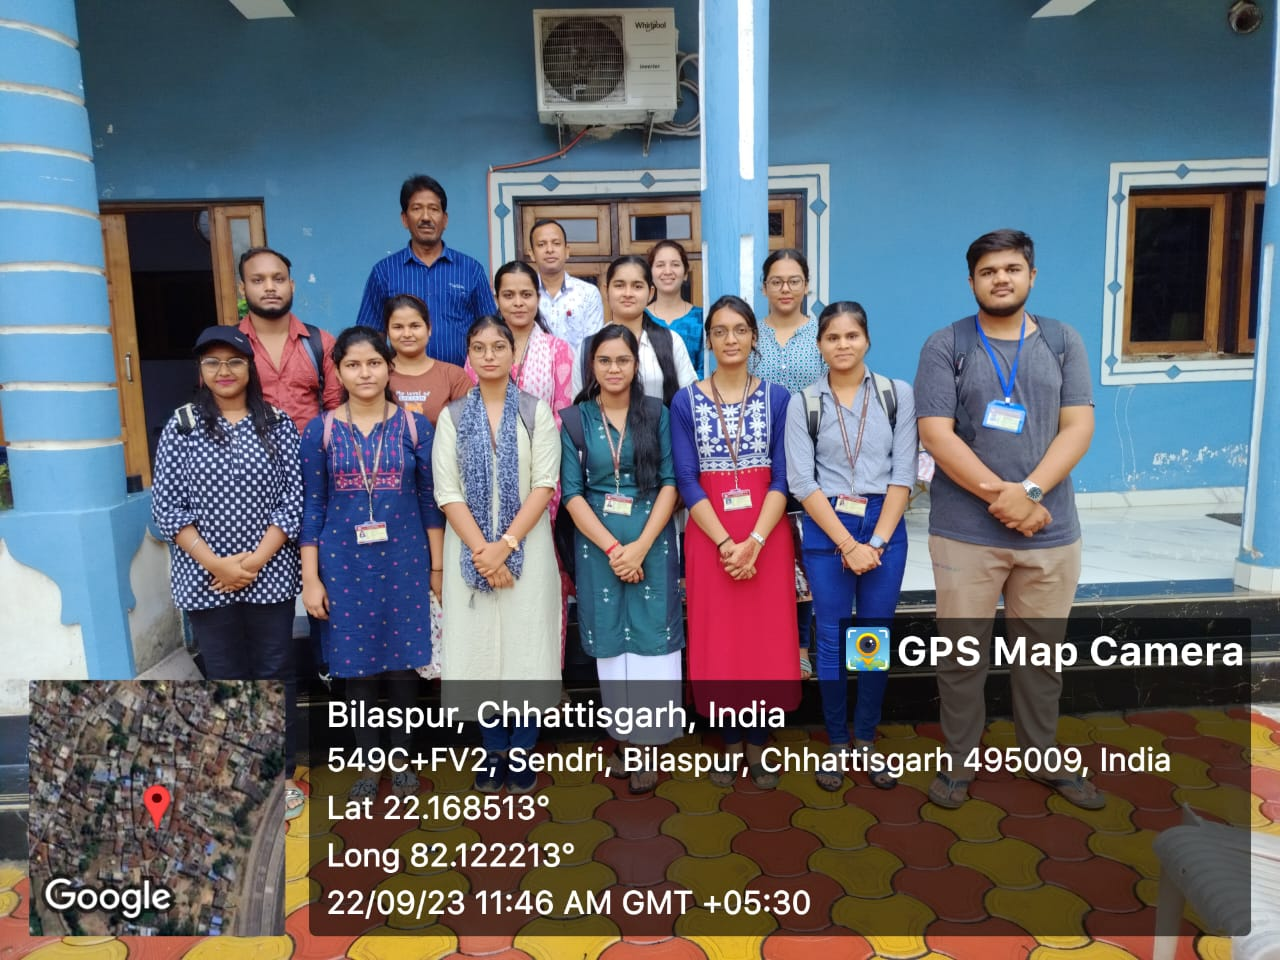 Whirlpool
Inverter
GPS Map Camera
Bilaspur, Chhattisgarh, India
549C+FV2, Sendri, Bilaspur, Chhattisgarh 495009, India
Lat 22.168513°
Long 82.122213°
22/09/23 11:46 AM GMT +05:30
Google